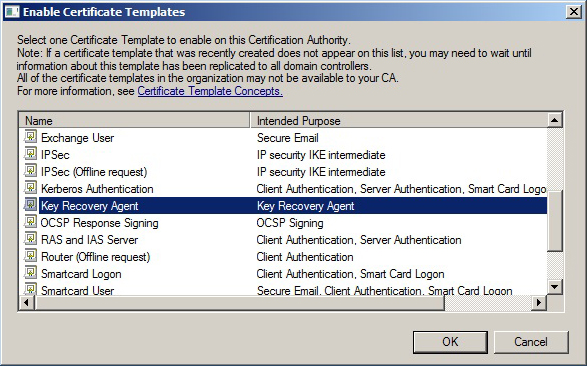 Enable Certificate Templates
Select one Certificate Template to enable on this Certification Authority.
Note: If a certificate template that was recently created does not appear on this list, you may need to wait until
information about this template has been replicated to all domain controllers.
All of the certificate templates in the organization may not be available to your CA.
For more information, see Certificate Template Concepts.
Name Intended Purpose
Exchange User Secure Email
IPSec IP security IKE intermediate
IPSec (Offline request) IP security IKE intermediate
Kerberos Authentication Client Authentication, Server Authentication, Smart Card Logo
Key Recovery Agent Key Recovery Agent
OCSP Response Signing OCSP Signing
RAS and IAS Server Client Authentication, Server Authentication
Router (Offline request) Client Authentication
Smartcard Logon Client Authentication, Smart Card Logon
Smartcard User Secure Email, Client Authentication, Smart Card Logon
OK Cancel